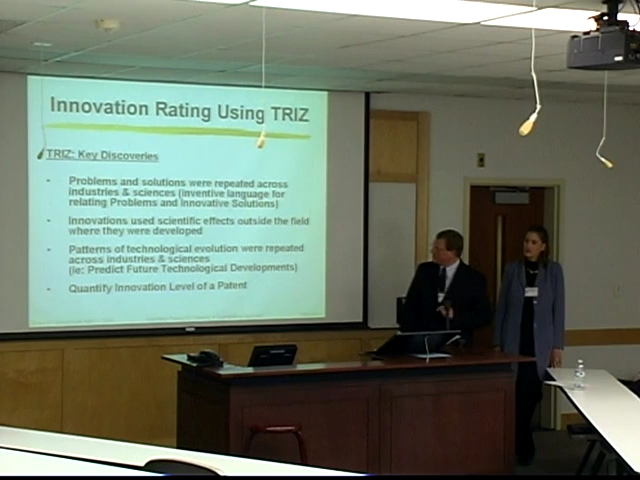 Innovation Rating Using TRIZ
TRIZ: Key Discoveries
- Problems and solutions were repeated across
industries & sciences (inventive language for
relating Problems and Innovative Solutions)
- Innovations used scientific effects outside the field
where they were developed
- Patterns of technological evolution were repeated
across industries & sciences
(ie: Predict Future Technological Developments)
- Quantify Innovation Level of a Patent